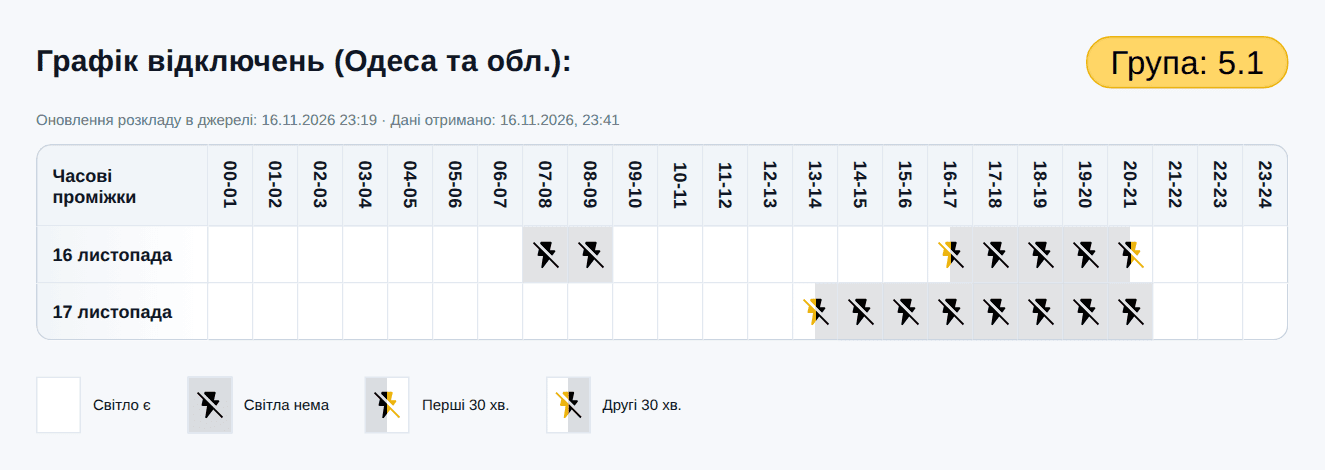 Графік відключень (Одеса та обл.):
Група: 5.1
Оновлення розкладу в джерелі: 16.11.2026 23:19 · Дані отримано: 16.11.2026, 23:41
Часові
проміжки
00-01 01-02 02-03 03-04 04-05 05-06 06-07 07-08 08-09 09-10 10-11 11-12 12-13 13-14 14-15 15-16 16-17 17-18 18-19 19-20 20-21 21-22 22-23 23-24
16 листопада
17 листопада
Світло є
Світла нема
Перші 30 хв.
Другі 30 хв.